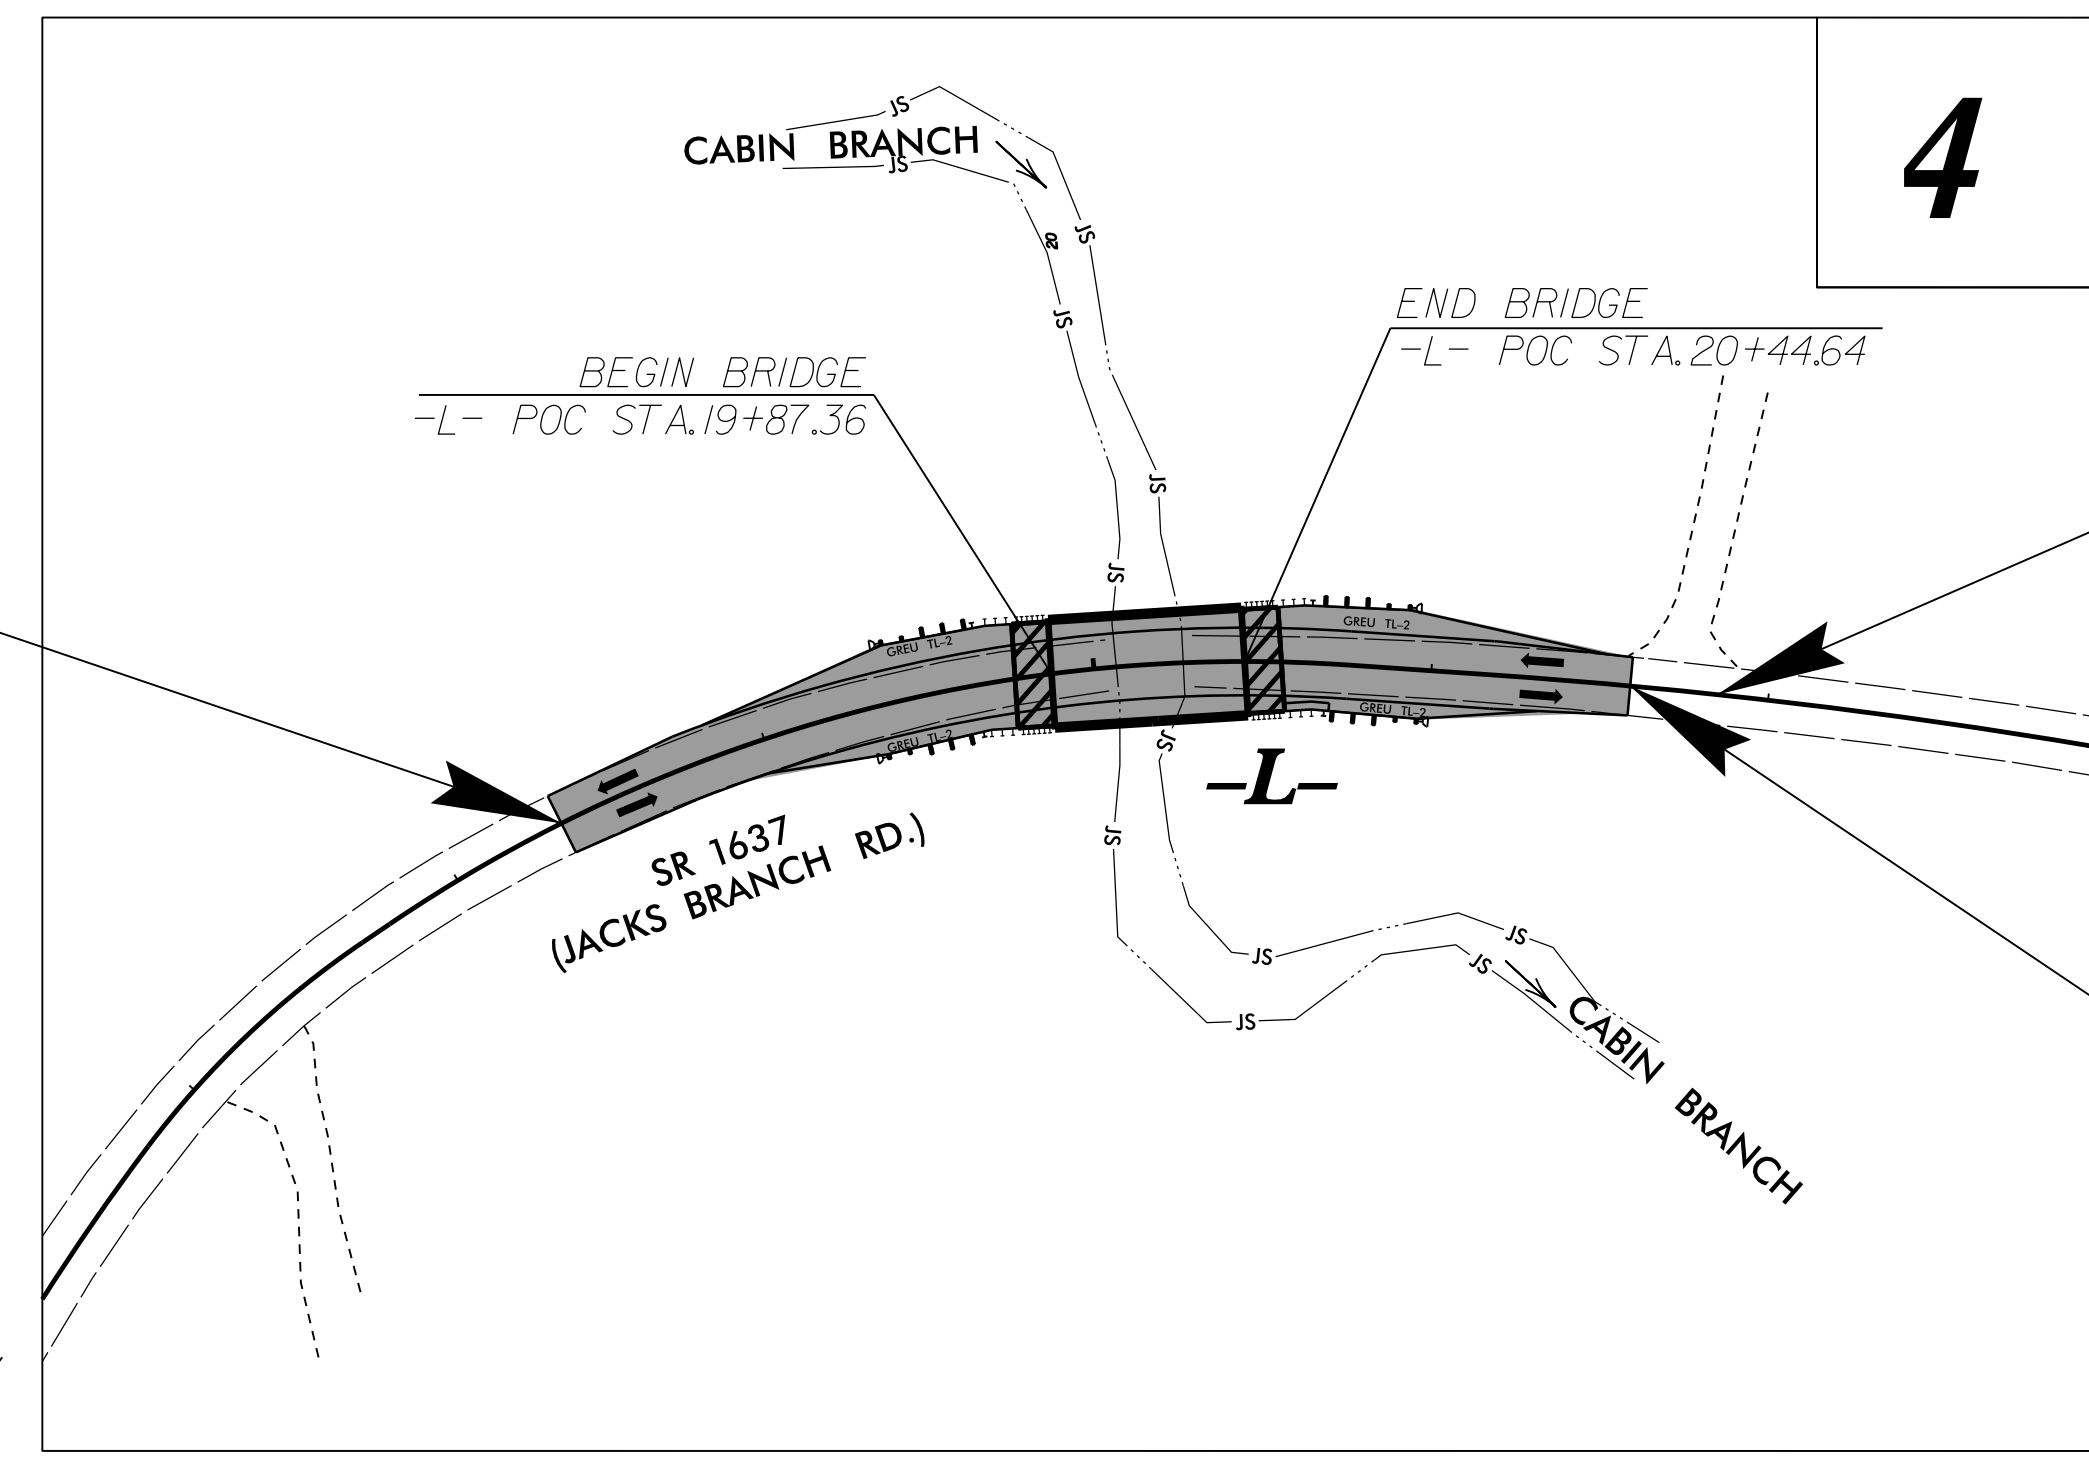 4
JS
CABIN BRANCH
JS
20
JS
JS
END BRIDGE
-L- POC STA.20+44.64
BEGIN BRIDGE
-L- POC STA.19+87.36
JS
JS
GREU TL-2
GREU TL-2
GREU TL-2
GREU TL-2
JS
-L-
JS
SR 1637
(JACKS BRANCH RD.)
JS
JS
JS
JS
CABIN BRANCH